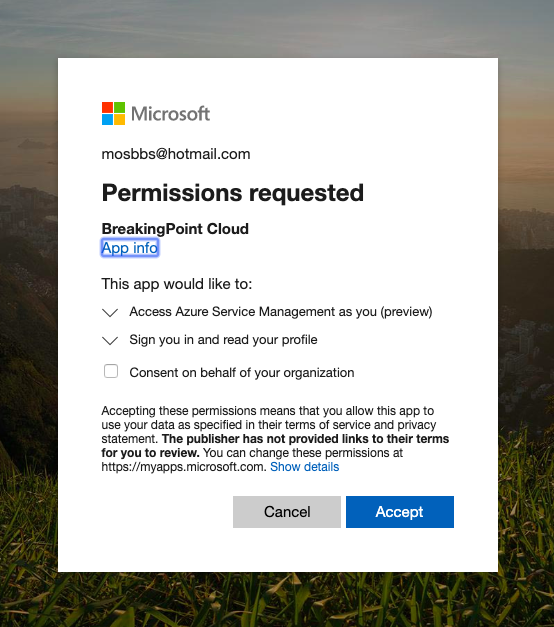 Microsoft
mosbbs@hotmail.com
Permissions requested
BreakingPoint Cloud
App info
This app would like to:
Access Azure Service Management as you (preview)
Sign you in and read your profile
Consent on behalf of your organization
Accepting these permissions means that you allow this app to
use your data as specified in their terms of service and privacy
statement. The publisher has not provided links to their terms
for you to review. You can change these permissions at
https://myapps.microsoft.com. Show details
Cancel Accept